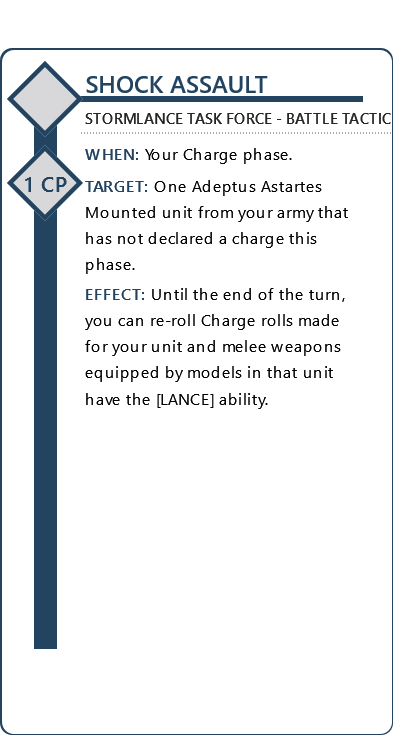 SHOCK ASSAULT
STORMLANCE TASK FORCE - BATTLE TACTIC
1 CP
WHEN: Your Charge phase.
TARGET: One Adeptus Astartes
Mounted unit from your army that
has not declared a charge this
phase.
EFFECT: Until the end of the turn,
you can re-roll Charge rolls made
for your unit and melee weapons
equipped by models in that unit
have the [LANCE] ability.